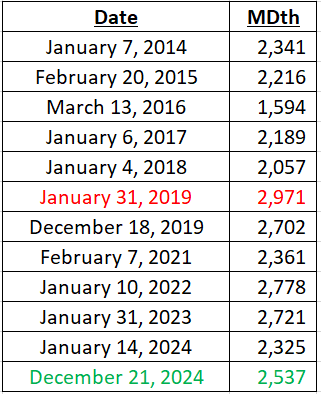 Date MDth
January 7, 2014 2,341
February 20, 2015 2,216
March 13, 2016 1,594
January 6, 2017 2,189
January 4, 2018 2,057
January 31, 2019 2,971
December 18, 2019 2,702
February 7, 2021 2,361
January 10, 2022 2,778
January 31, 2023 2,721
January 14, 2024 2,325
December 21, 2024 2,537